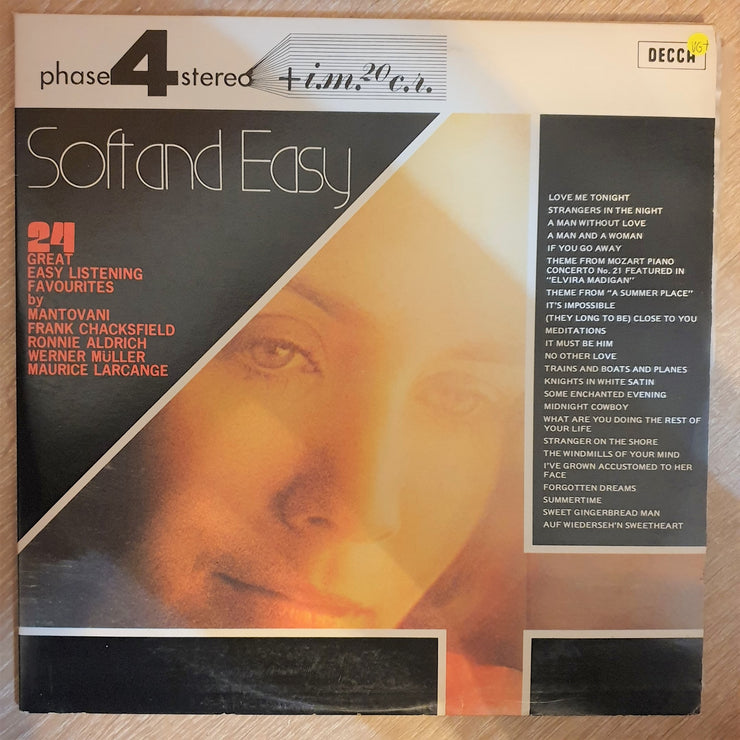 phase 4 stereo +i.m.20 c.r.
DECCA
VG+
Soft and Easy
24
GREAT
EASY LISTENING
FAVOURITES
by
MANTOVANI
FRANK CHACKSFIELD
RONNIE ALDRICH
WERNER MÜLLER
MAURICE LARCANGE
LOVE ME TONIGHT
STRANGERS IN THE NIGHT
A MAN WITHOUT LOVE
A MAN AND A WOMAN
IF YOU GO AWAY
THEME FROM MOZART PIANO
CONCERTO No. 21 FEATURED IN
"ELVIRA MADIGAN"
THEME FROM "A SUMMER PLACE"
IT'S IMPOSSIBLE
(THEY LONG TO BE) CLOSE TO YOU
MEDITATIONS
IT MUST BE HIM
NO OTHER LOVE
TRAINS AND BOATS AND PLANES
KNIGHTS IN WHITE SATIN
SOME ENCHANTED EVENING
MIDNIGHT COWBOY
WHAT ARE YOU DOING THE REST OF
YOUR LIFE
STRANGER ON THE SHORE
THE WINDMILLS OF YOUR MIND
I'VE GROWN ACCUSTOMED TO HER
FACE
FORGOTTEN DREAMS
SUMMERTIME
SWEET GINGERBREAD MAN
AUF WIEDERSEH'N SWEETHEART